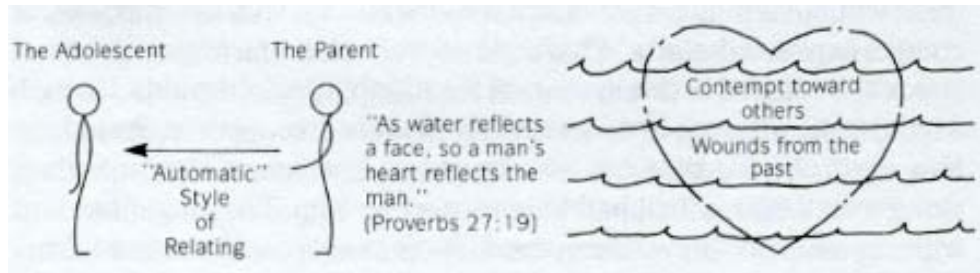 The Adolescent
The Parent
"Automatic"
Style
of
Relating
"As water reflects
a face, so a man's
heart reflects the
man."
(Proverbs 27:19)
Contempt toward
others
Wounds from the
past